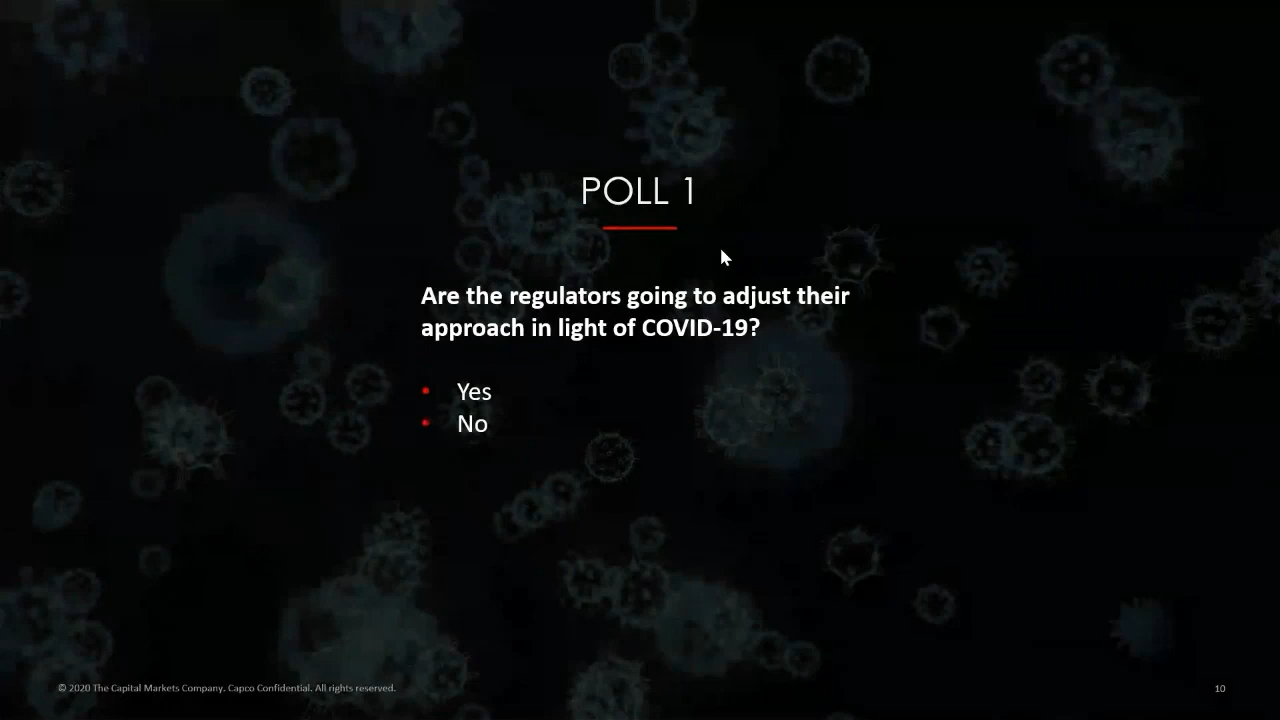 POLL 1
Are the regulators going to adjust their
approach in light of COVID-19?
• Yes
• No
© 2020 The Capital Markets Company. Capco Confidential. All rights reserved.
10